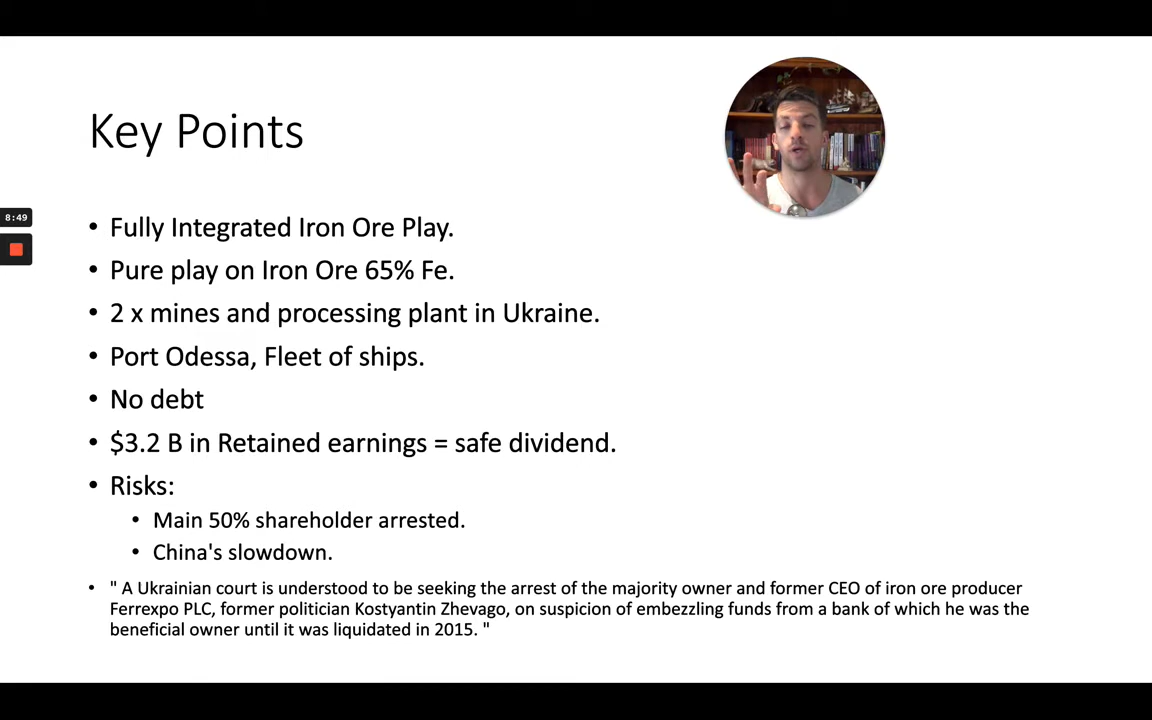 Key Points
8:49
• Fully Integrated Iron Ore Play.
• Pure play on Iron Ore 65% Fe.
• 2 x mines and processing plant in Ukraine.
• Port Odessa, Fleet of ships.
• No debt
• $3.2 B in Retained earnings = safe dividend.
• Risks:
• Main 50% shareholder arrested.
• China's slowdown.
• " A Ukrainian court is understood to be seeking the arrest of the majority owner and former CEO of iron ore producer
Ferrexpo PLC, former politician Kostyantin Zhevago, on suspicion of embezzling funds from a bank of which he was the
beneficial owner until it was liquidated in 2015. "